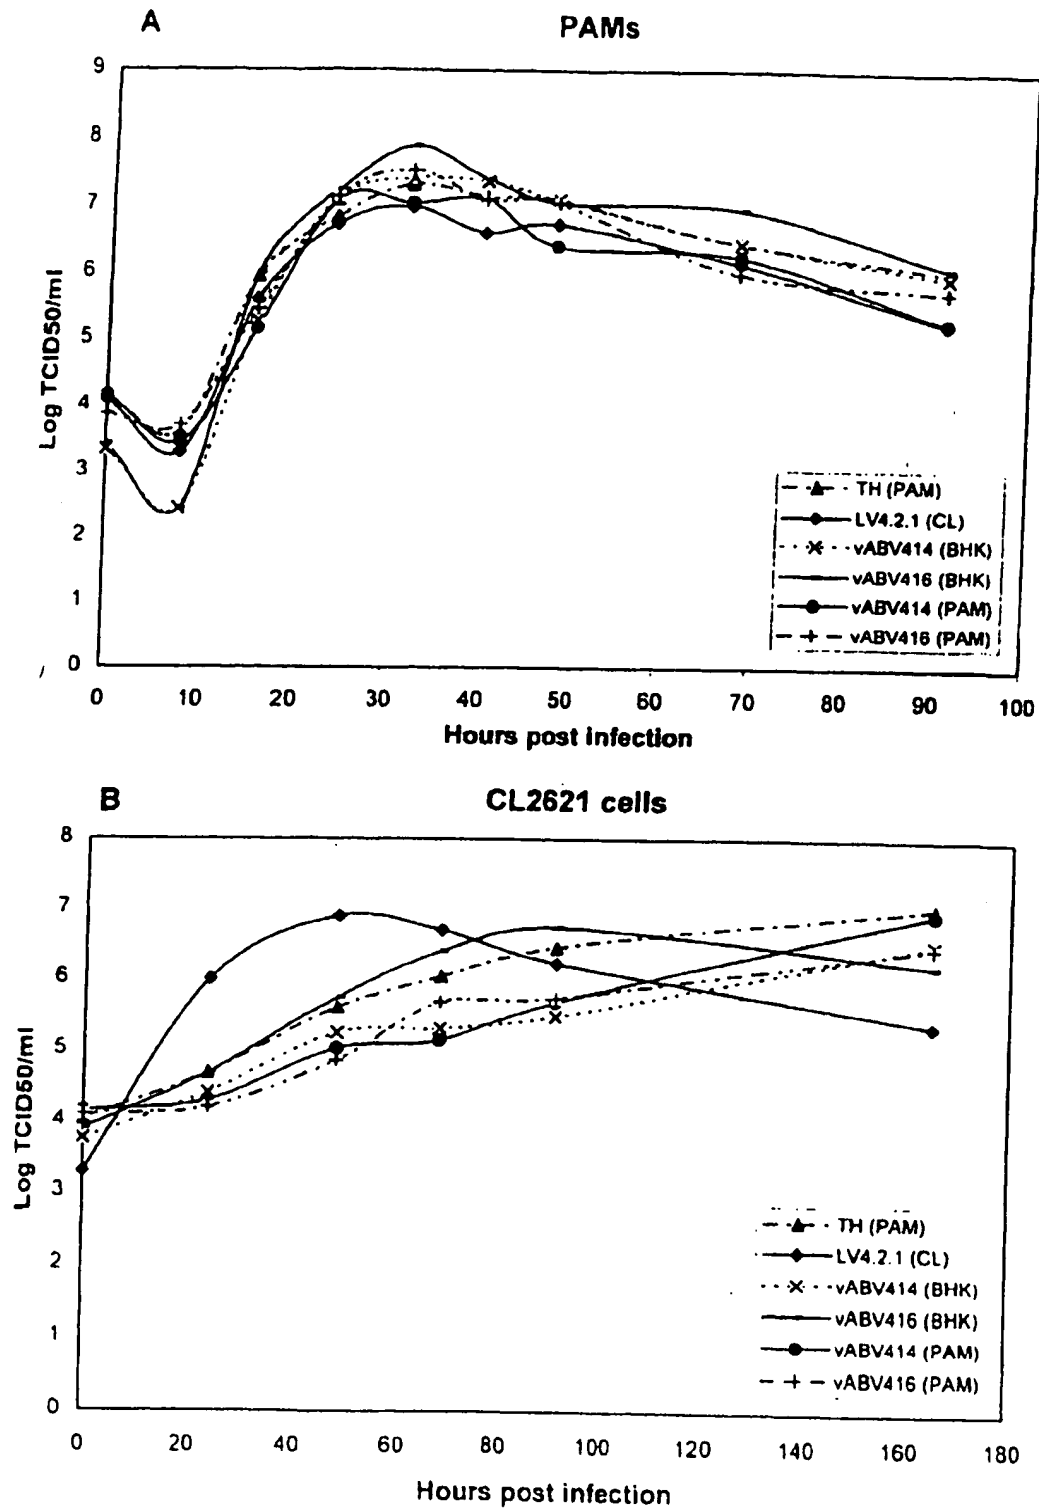 A
PAMs
9
8
7
6
5
4
3
2
1
0
Log TCID50/ml
TH (PAM)
LV4.2.1 (CL)
vABV414 (BHK)
vABV416 (BHK)
vABV414 (PAM)
vABV416 (PAM)
0 10 20 30 40 50 60 70 80 90 100
Hours post infection
B
CL2621 cells
8
7
6
5
4
3
2
1
0
Log TCID50/ml
TH (PAM)
LV4.2.1 (CL)
vABV414 (BHK)
vABV416 (BHK)
vABV414 (PAM)
vABV416 (PAM)
0 20 40 60 80 100 120 140 160 180
Hours post infection